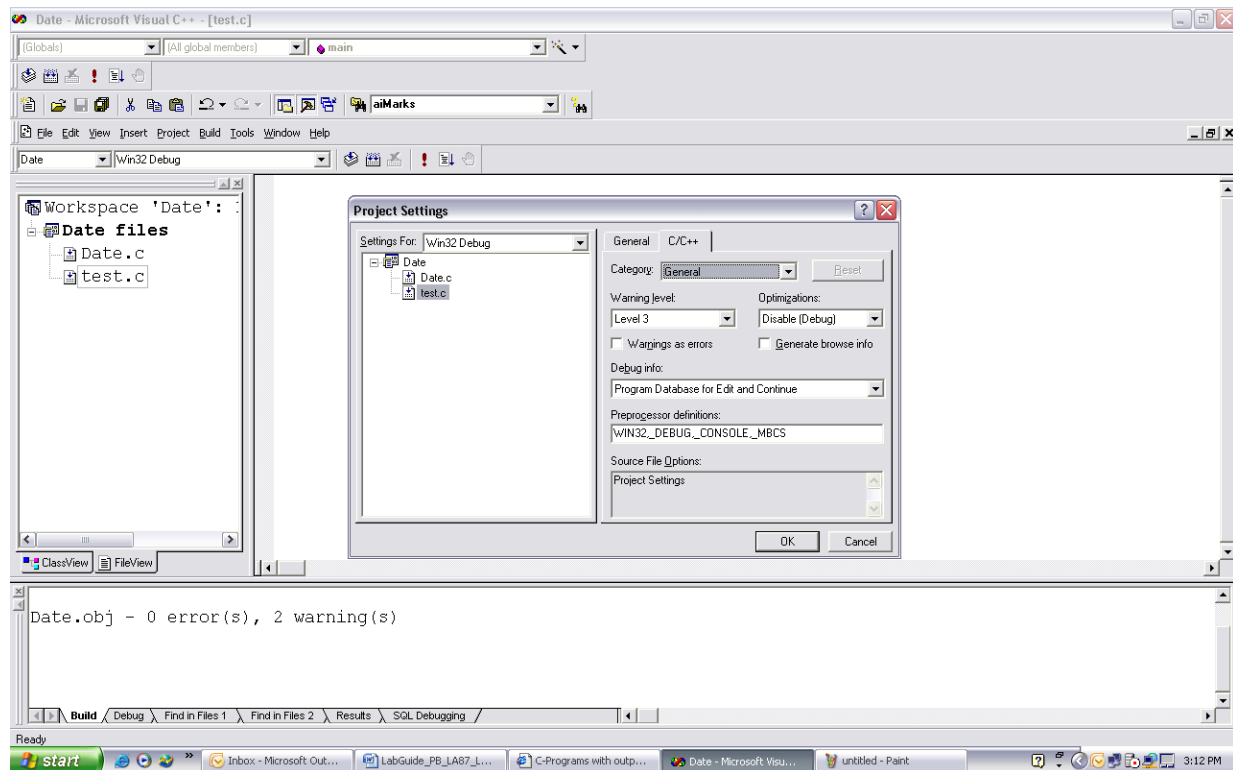 Date - Microsoft Visual C++ - [test.c]
(Globals) (All global members) main
aiMarks
File Edit View Insert Project Build Tools Window Help
Date Win32 Debug
Workspace 'Date':
Date files
Date.c
test.c
ClassView FileView
Project Settings
Settings For: Win32 Debug
Date
Date.c
test.c
General C/C++
Category: General Reset
Warning level: Optimizations:
Level 3 Disable (Debug)
Warnings as errors Generate browse info
Debug info:
Program Database for Edit and Continue
Preprocessor definitions:
WIN32,_DEBUG,_CONSOLE,_MBCS
Source File Options:
Project Settings
OK Cancel
Date.obj - 0 error(s), 2 warning(s)
Build Debug Find in Files 1 Find in Files 2 Results SQL Debugging
Ready
start Inbox - Microsoft Out... LabGuide_PB_LA87_L... C-Programs with outp... Date - Microsoft Visu... untitled - Paint 3:12 PM